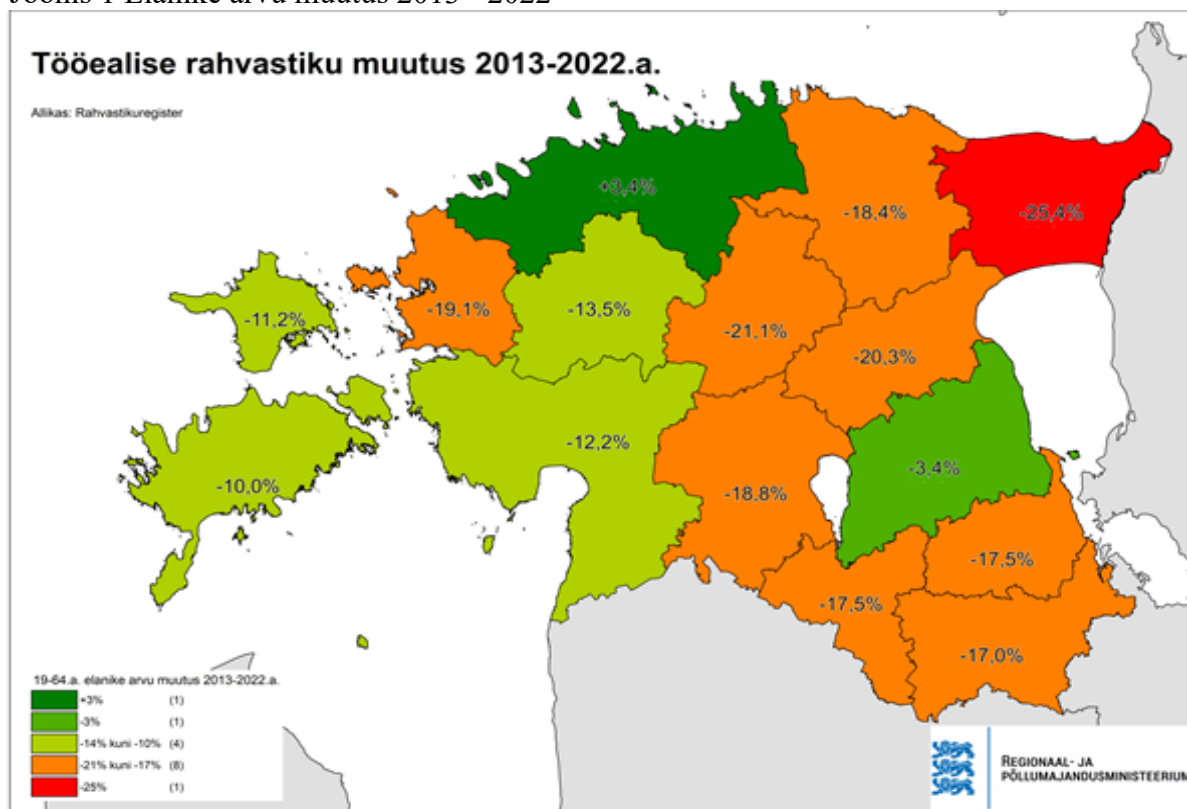 Joonis 1 Elanike arvu muutus 2013 - 2022
Tööealise rahvastiku muutus 2013-2022.a.
Allikas: Rahvastikuregister
+3,4%
-18,4%
-25,4%
-11,2%
-19,1%
-13,5%
-21,1%
-20,3%
-10,0%
-12,2%
-18,8%
-3,4%
-17,5%
-17,5%
-17,0%
19-64.a. elanike arvu muutus 2013-2022.a.
+3% (1)
-3% (1)
-14% kuni -10% (4)
-21% kuni -17% (8)
-25% (1)
REGIONAAL- JA
PÕLLUMAJANDUSMINISTEERIUM